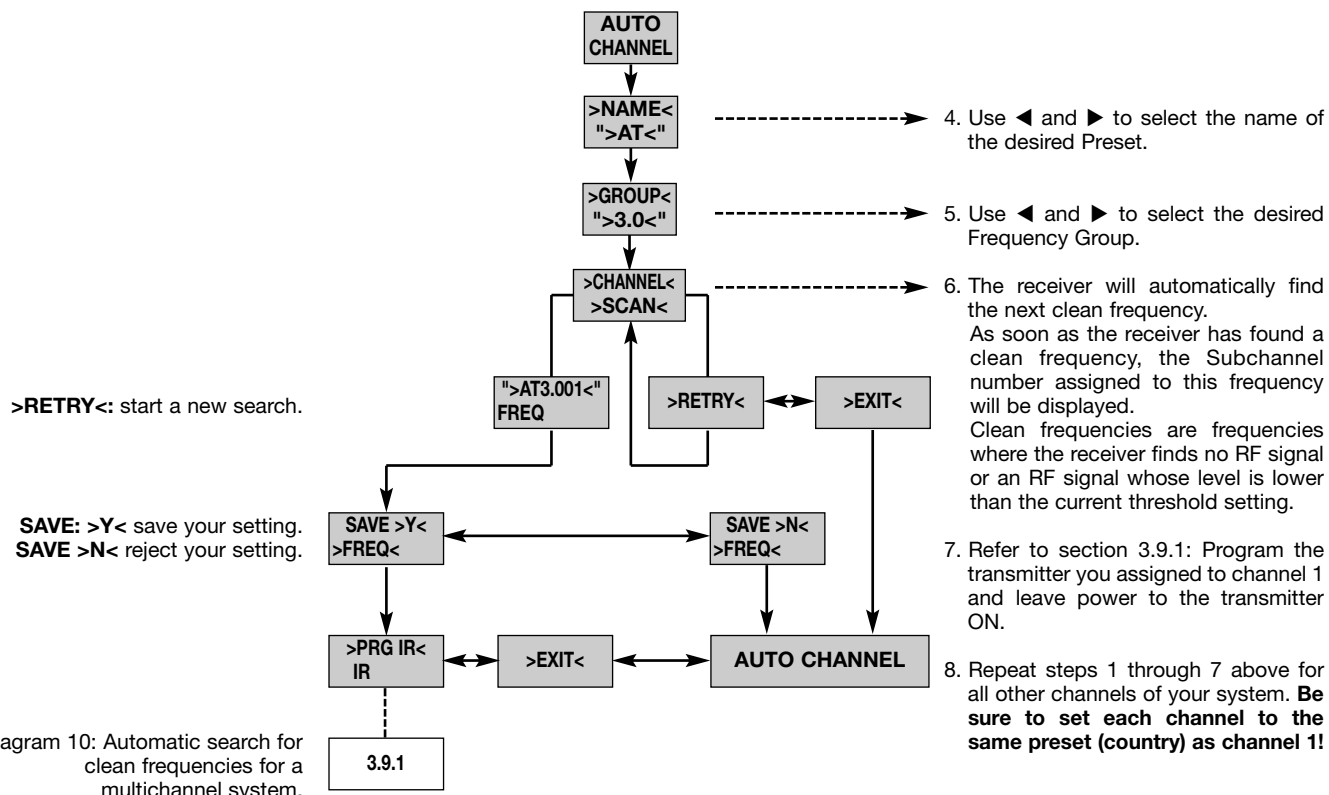 AUTO
CHANNEL
>NAME<
">AT<"
4. Use ◀ and ▶ to select the name of
the desired Preset.
>GROUP<
">3.0<"
5. Use ◀ and ▶ to select the desired
Frequency Group.
>CHANNEL<
>SCAN<
6. The receiver will automatically find
the next clean frequency.
As soon as the receiver has found a
clean frequency, the Subchannel
number assigned to this frequency
will be displayed.
Clean frequencies are frequencies
where the receiver finds no RF signal
or an RF signal whose level is lower
than the current threshold setting.
>RETRY<: start a new search.
">AT3.001<"
FREQ
>RETRY<
>EXIT<
SAVE: >Y< save your setting.
SAVE >N< reject your setting.
SAVE >Y<
>FREQ<
SAVE >N<
>FREQ<
7. Refer to section 3.9.1: Program the
transmitter you assigned to channel 1
and leave power to the transmitter
ON.
>PRG IR<
IR
>EXIT<
AUTO CHANNEL
8. Repeat steps 1 through 7 above for
all other channels of your system. Be
sure to set each channel to the
same preset (country) as channel 1!
agram 10: Automatic search for
clean frequencies for a
multichannel system.
3.9.1